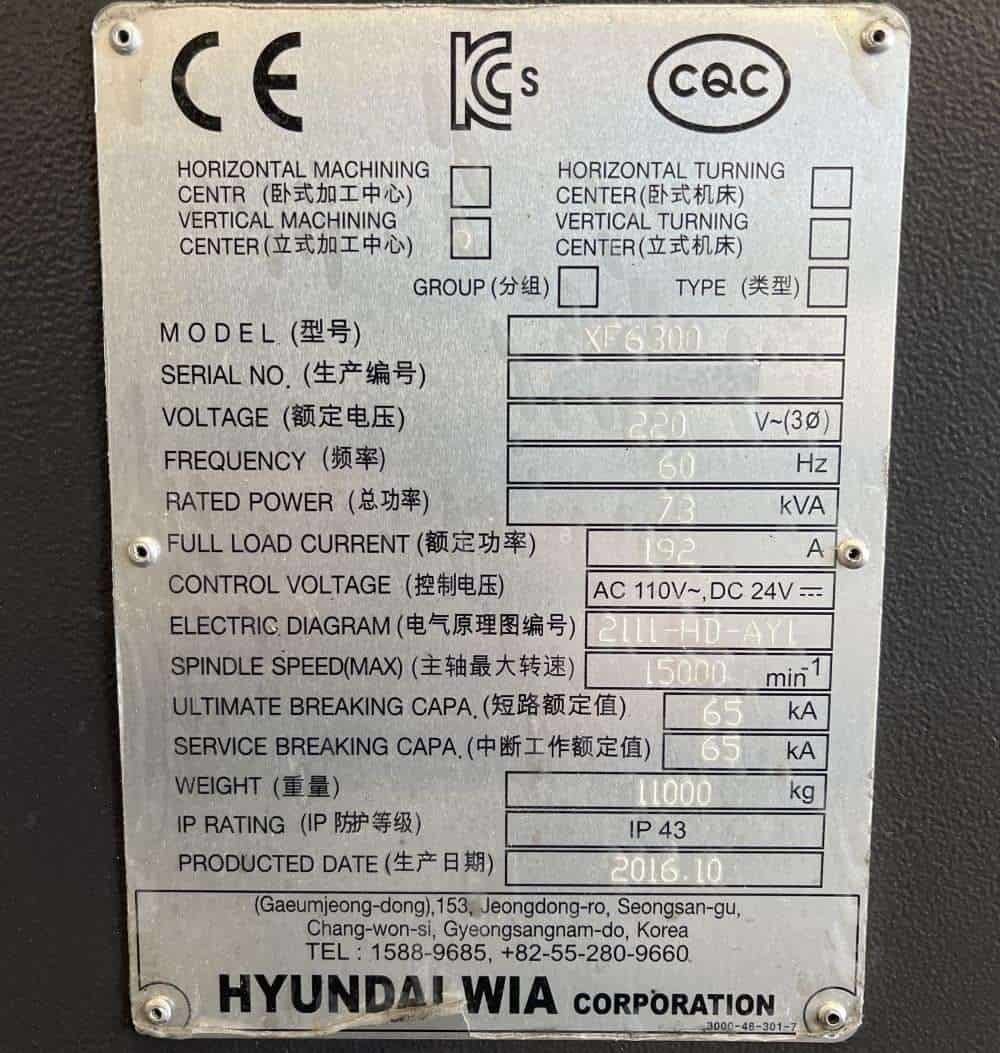 CE KCs CQC
HORIZONTAL MACHINING CENTR (卧式加工中心)
HORIZONTAL TURNING CENTER(卧式机床)
VERTICAL MACHINING CENTER(立式加工中心)
VERTICAL TURNING CENTER(立式机床)
GROUP (分组) TYPE (类型)
MODEL (型号) XF6300
SERIAL NO. (生产编号)
VOLTAGE (额定电压) 220 V~(3Ø)
FREQUENCY (频率) 60 Hz
RATED POWER (总功率) 73 kVA
FULL LOAD CURRENT (额定功率) 192 A
CONTROL VOLTAGE (控制电压) AC 110V~, DC 24V ⎓
ELECTRIC DIAGRAM (电气原理图编号) 2111-HD-AY1
SPINDLE SPEED(MAX) (主轴最大转速) 15000 min-1
ULTIMATE BREAKING CAPA. (短路额定值) 65 kA
SERVICE BREAKING CAPA. (中断工作额定值) 65 kA
WEIGHT (重量) 11000 kg
IP RATING (IP 防护等级) IP 43
PRODUCTED DATE (生产日期) 2016.10
(Gaeumjeong-dong),153, Jeongdong-ro, Seongsan-gu,
Chang-won-si, Gyeongsangnam-do, Korea
TEL : 1588-9685, +82-55-280-9660
HYUNDAI WIA CORPORATION
3000-46-301-7